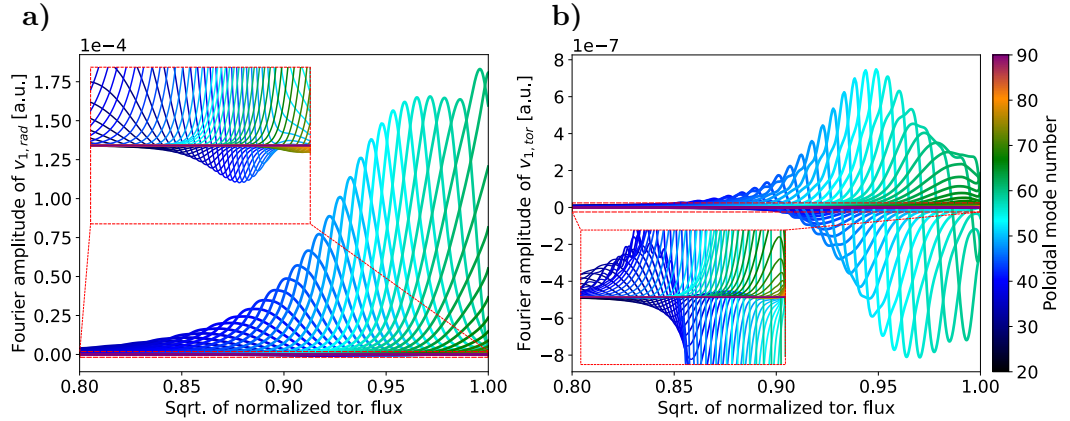 a)
1e−4
Fourier amplitude of v1, rad [a.u.]
1.75
1.50
1.25
1.00
0.75
0.50
0.25
0.00
0.80 0.85 0.90 0.95 1.00
Sqrt. of normalized tor. flux
b)
1e−7
Fourier amplitude of v1, tor [a.u.]
6
4
2
0
−2
−4
−6
−8
0.80 0.85 0.90 0.95 1.00
Sqrt. of normalized tor. flux
90
80
70
60
50
40
30
20
Poloidal mode number